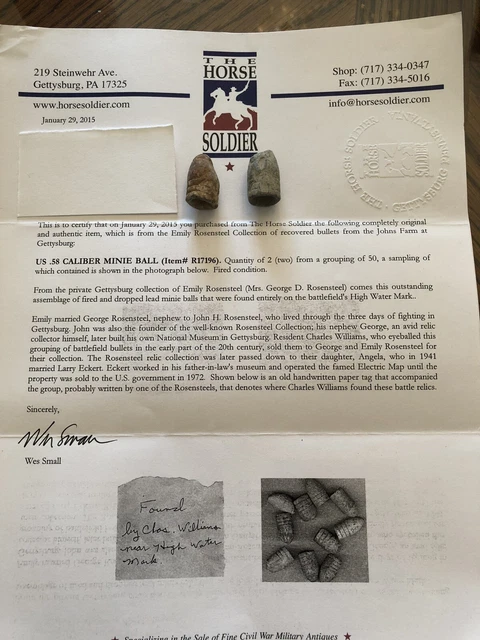 219 Steinwehr Ave.
Gettysburg, PA 17325
www.horsesoldier.com
January 29, 2015
THE
HORSE
SOLDIER
Shop: (717) 334-0347
Fax: (717) 334-5016
info@horsesoldier.com
This is to certify that on January 29, 2015 you purchased from The Horse Soldier the following completely original
and authentic item, which is from the Emily Rosensteel Collection of recovered bullets from the Johns Farm at
Gettysburg:
US .58 CALIBER MINIE BALL (Item# RI7196). Quantity of 2 (two) from a grouping of 50, a sampling of
which contained is shown in the photograph below. Fired condition.
From the private Gettysburg collection of Emily Rosensteel (Mrs. George D. Rosensteel) comes this outstanding
assemblage of fired and dropped lead minie balls that were found entirely on the battlefield's High Water Mark..
Emily married George Rosensteel, nephew to John H. Rosensteel, who lived through the three days of fighting in
Gettysburg. John was also the founder of the well-known Rosensteel Collection; his nephew George, an avid relic
collector himself, later built his own National Museum in Gettysburg. Resident Charles Williams, who eyeballed this
grouping of battlefield bullets in the early part of the 20th century, sold them to George and Emily Rosensteel for
their collection. The Rosensteel relic collection was later passed down to their daughter, Angela, who in 1941
married Larry Eckert. Eckert worked in his father-in-law's museum and operated the famed Electric Map until the
property was sold to the U.S. government in 1972. Shown below is an old handwritten paper tag that accompanied
the group, probably written by one of the Rosensteels, that denotes where Charles Williams found these battle relics.
Sincerely,
Wes Small
Wes Small
Found
by Chas. Williams
near High Water
Mark.
Specializing in the Sale of Fine Civil War Military Antiques